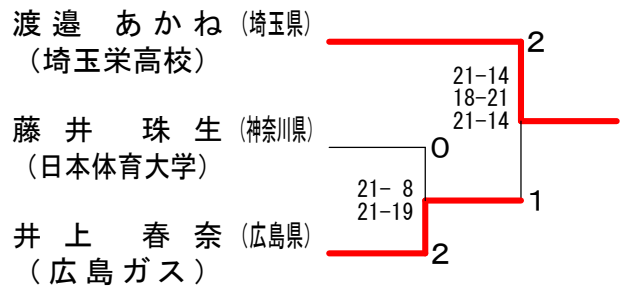 渡邉 あかね (埼玉県)
(埼玉栄高校)
2
21-14
18-21
21-14
藤井 珠生 (神奈川県)
(日本体育大学)
0
21- 8
21-19
1
井上 春奈 (広島県)
(広島ガス)
2